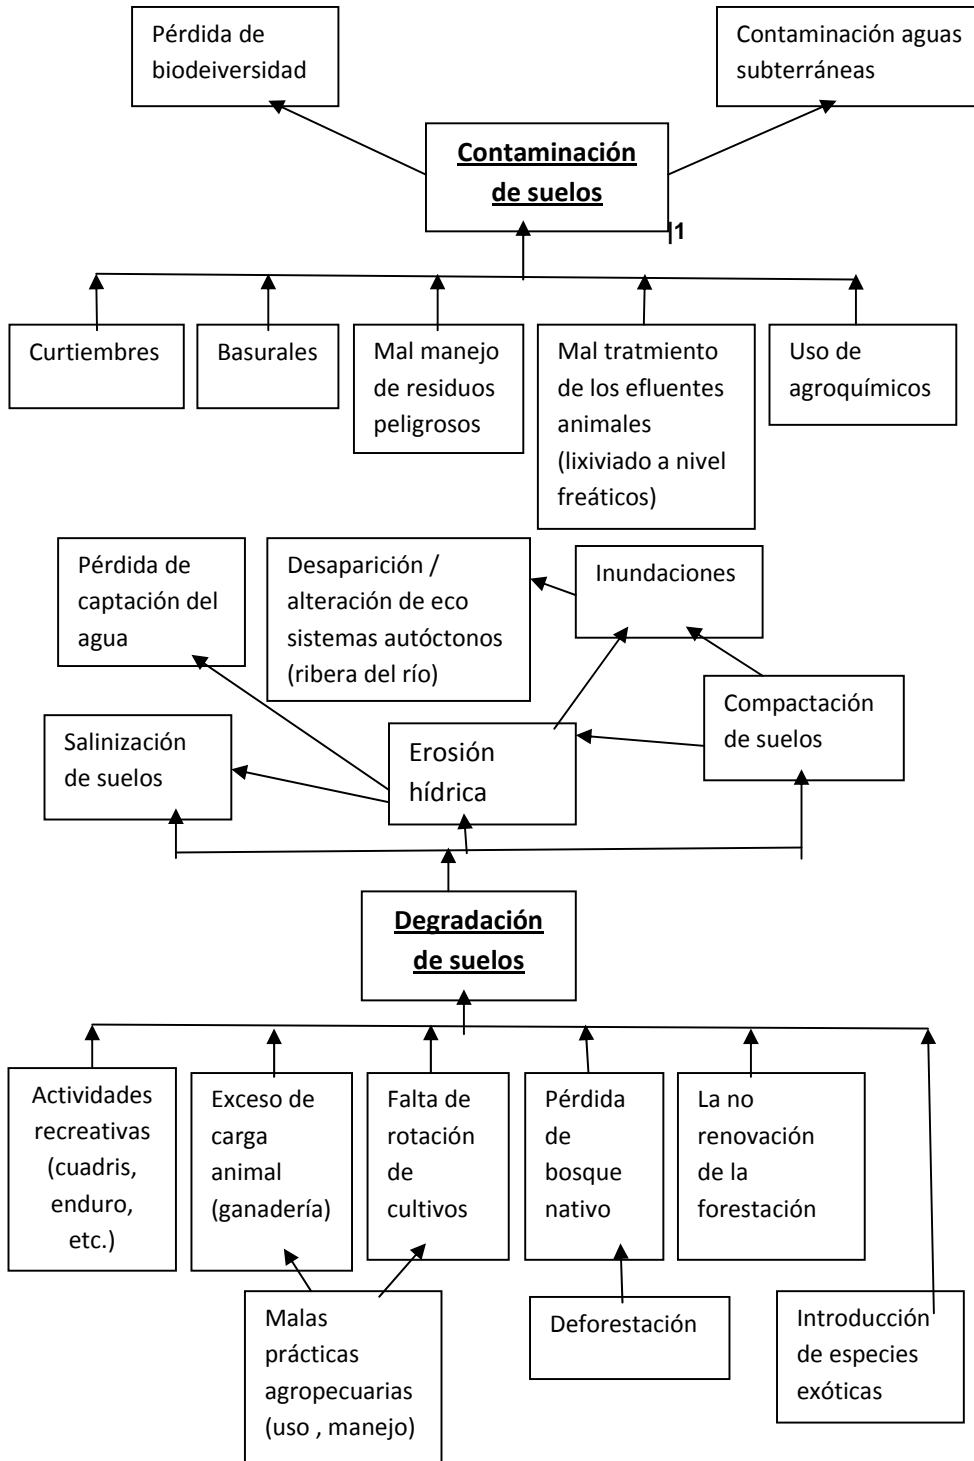 Pérdida de
biodeiversidad
Contaminación aguas
subterráneas
Contaminación
de suelos
|1
Curtiembres
Basurales
Mal manejo
de residuos
peligrosos
Mal tratmiento
de los efluentes
animales
(lixiviado a nivel
freáticos)
Uso de
agroquímicos
Pérdida de
captación del
agua
Desaparición /
alteración de eco
sistemas autóctonos
(ribera del río)
Inundaciones
Compactación
de suelos
Salinización
de suelos
Erosión
hídrica
Degradación
de suelos
Actividades
recreativas
(cuadris,
enduro,
etc.)
Exceso de
carga
animal
(ganadería)
Falta de
rotación
de
cultivos
Pérdida
de
bosque
nativo
La no
renovación
de la
forestación
Malas
prácticas
agropecuarias
(uso , manejo)
Deforestación
Introducción
de especies
exóticas